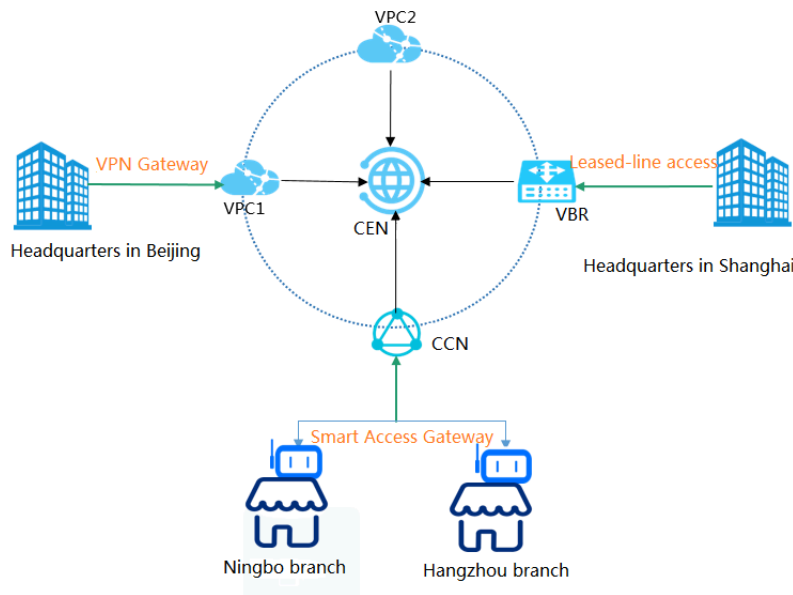 VPC2
VPN Gateway
Leased-line access
VPC1
CEN
VBR
Headquarters in Beijing
Headquarters in Shanghai
CCN
Smart Access Gateway
Ningbo branch
Hangzhou branch